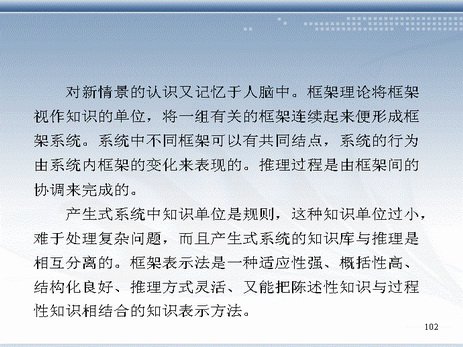 对新情景的认识又记忆于人脑中。框架理论将框架
视作知识的单位，将一组有关的框架连续起来便形成框
架系统。系统中不同框架可以有共同结点，系统的行为
由系统内框架的变化来表现的。推理过程是由框架间的
协调来完成的。
产生式系统中知识单位是规则，这种知识单位过小，
难于处理复杂问题，而且产生式系统的知识库与推理是
相互分离的。框架表示法是一种适应性强、概括性高、
结构化良好、推理方式灵活、又能把陈述性知识与过程
性知识相结合的知识表示方法。
102